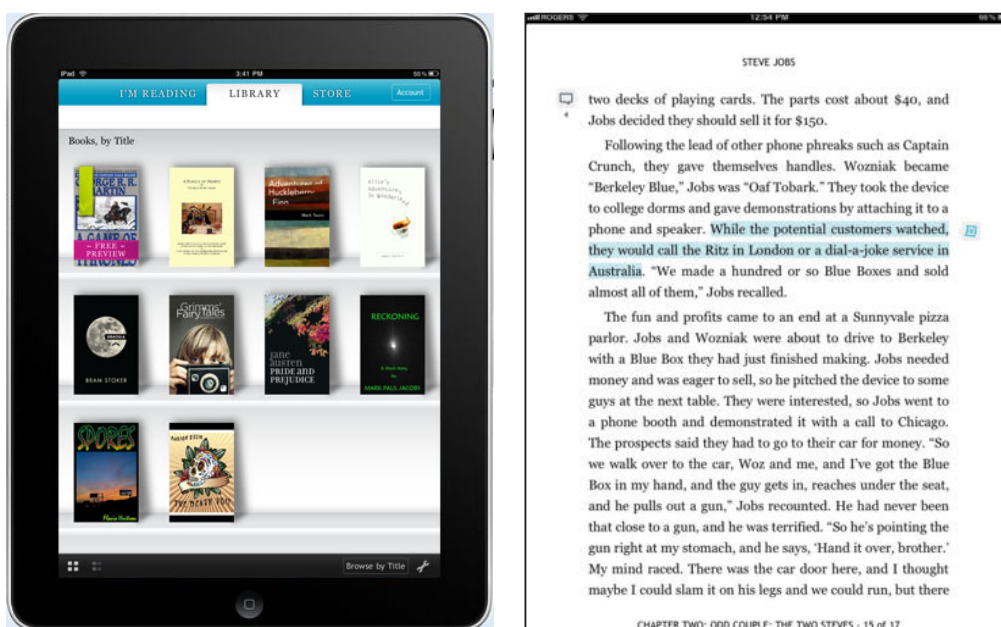 iPad
3:41 PM
55%
I'M READING
LIBRARY
STORE
Account
Books, by Title
GEORGE R. R.
MARTIN
~ FREE ~
PREVIEW
A GAME OF
THRONES
Adventures of
Huckleberry
Finn
Mark Twain
Alice's
Adventures
In Wonderland
DRACULA
BRAM STOKER
Grimms'
Fairy Tales
jane
austen
PRIDE AND
PREJUDICE
RECKONING
by
MARK PAUL JACOBS
SPORES
Browse by Title
ROGERS
12:54 PM
66%
STEVE JOBS
two decks of playing cards. The parts cost about $40, and
4
Jobs decided they should sell it for $150.
Following the lead of other phone phreaks such as Captain
Crunch, they gave themselves handles. Wozniak became
“Berkeley Blue,” Jobs was “Oaf Tobark.” They took the device
to college dorms and gave demonstrations by attaching it to a
phone and speaker. While the potential customers watched,
they would call the Ritz in London or a dial-a-joke service in
Australia. “We made a hundred or so Blue Boxes and sold
almost all of them,” Jobs recalled.
The fun and profits came to an end at a Sunnyvale pizza
parlor. Jobs and Wozniak were about to drive to Berkeley
with a Blue Box they had just finished making. Jobs needed
money and was eager to sell, so he pitched the device to some
guys at the next table. They were interested, so Jobs went to
a phone booth and demonstrated it with a call to Chicago.
The prospects said they had to go to their car for money. “So
we walk over to the car, Woz and me, and I’ve got the Blue
Box in my hand, and the guy gets in, reaches under the seat,
and he pulls out a gun,” Jobs recounted. He had never been
that close to a gun, and he was terrified. “So he’s pointing the
gun right at my stomach, and he says, ‘Hand it over, brother.’
My mind raced. There was the car door here, and I thought
maybe I could slam it on his legs and we could run, but there
CHAPTER TWO: ODD COUPLE: THE TWO STEVES - 15 of 17